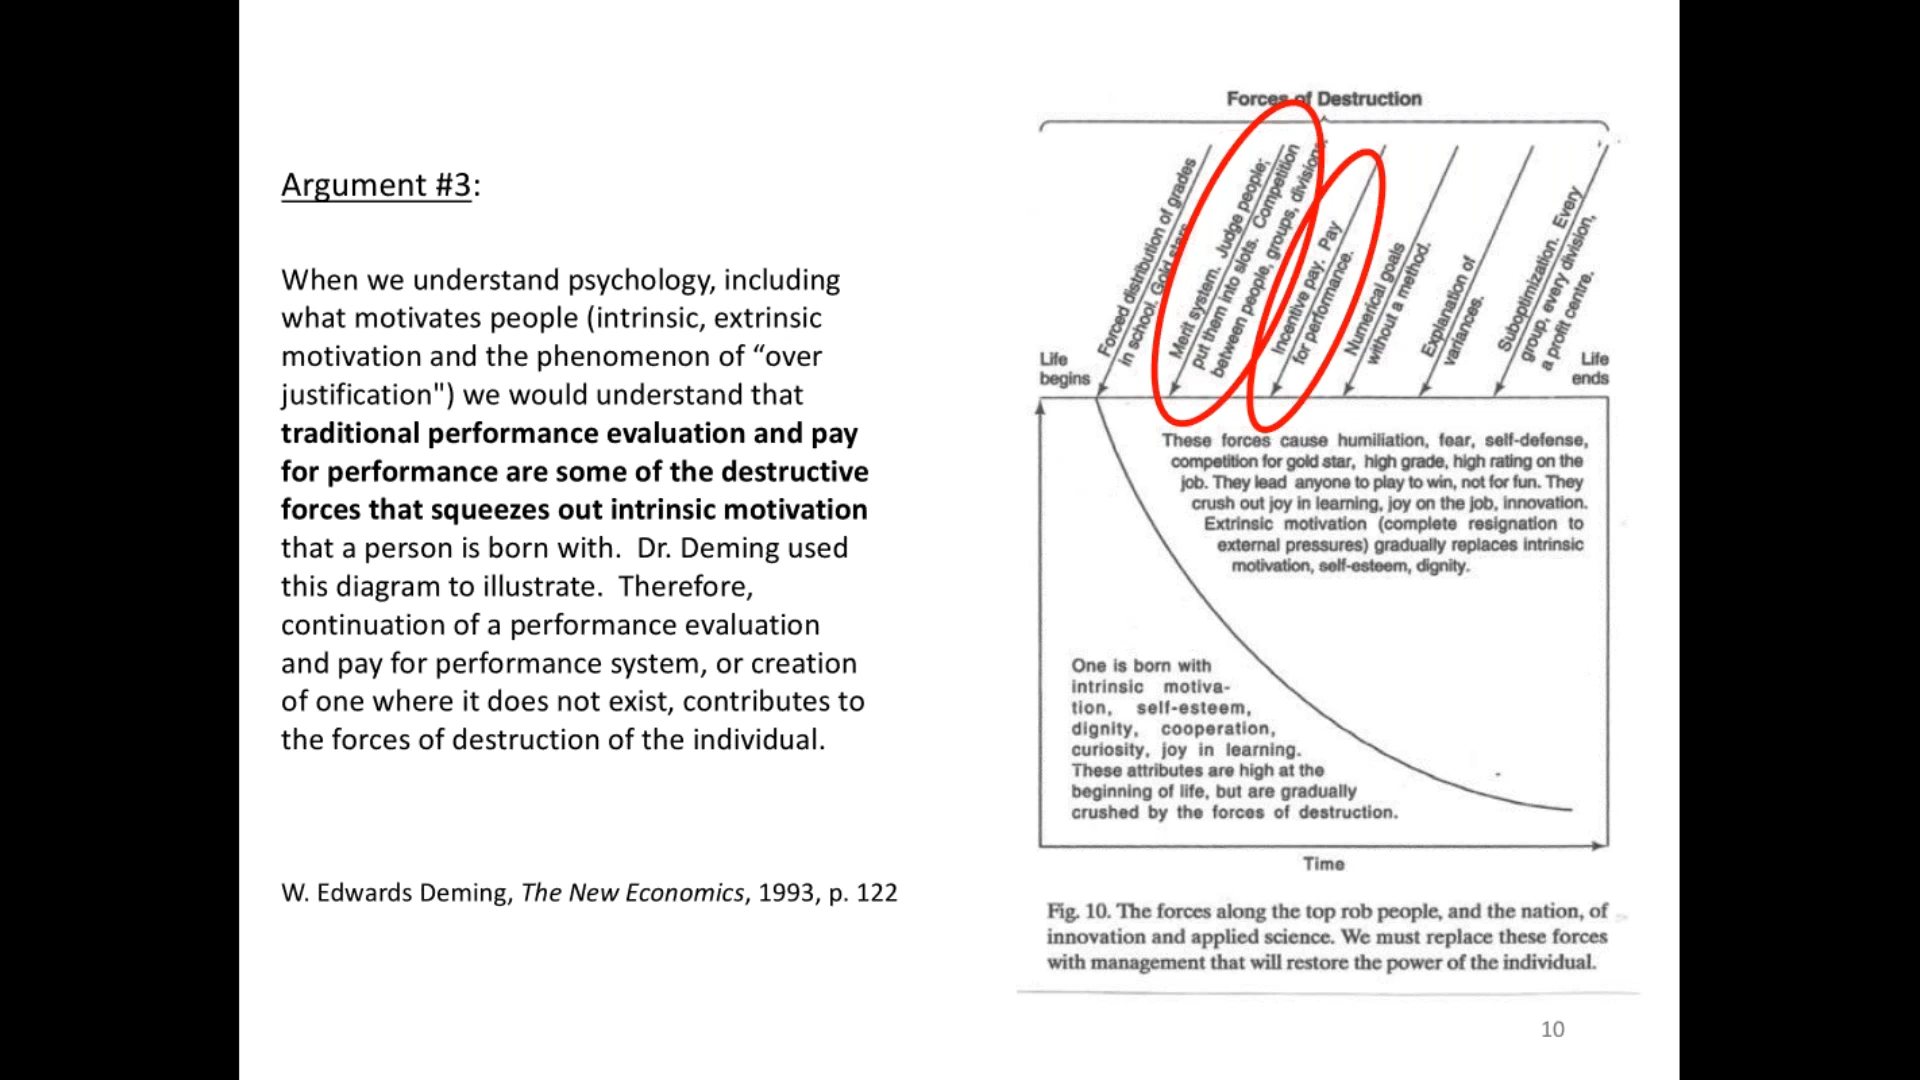 Argument #3:
When we understand psychology, including
what motivates people (intrinsic, extrinsic
motivation and the phenomenon of “over
justification") we would understand that
traditional performance evaluation and pay
for performance are some of the destructive
forces that squeezes out intrinsic motivation
that a person is born with.  Dr. Deming used
this diagram to illustrate.  Therefore,
continuation of a performance evaluation
and pay for performance system, or creation
of one where it does not exist, contributes to
the forces of destruction of the individual.
W. Edwards Deming, The New Economics, 1993, p. 122
Forces of Destruction
Forced distribution of grades
in school. Gold stars.
Merit system. Judge people;
put them into slots. Competition
between people, groups, divisions.
Incentive pay. Pay
for performance.
Numerical goals
without a method.
Explanation of
variances.
Suboptimization. Every
group, every division,
a profit centre.
Life
begins
Life
ends
These forces cause humiliation, fear, self-defense,
competition for gold star, high grade, high rating on the
job. They lead anyone to play to win, not for fun. They
crush out joy in learning, joy on the job, innovation.
Extrinsic motivation (complete resignation to
external pressures) gradually replaces intrinsic
motivation, self-esteem, dignity.
One is born with
intrinsic motiva-
tion, self-esteem,
dignity, cooperation,
curiosity, joy in learning.
These attributes are high at the
beginning of life, but are gradually
crushed by the forces of destruction.
Time
Fig. 10. The forces along the top rob people, and the nation, of
innovation and applied science. We must replace these forces
with management that will restore the power of the individual.
10